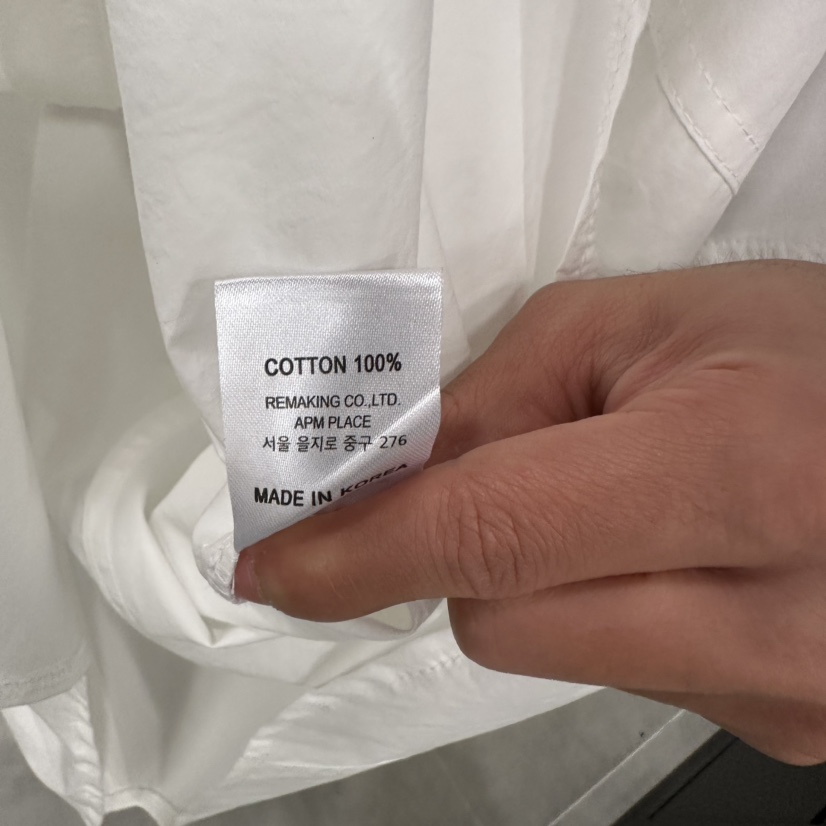 COTTON 100%
REMAKING CO.,LTD.
APM PLACE
서울 을지로 중구 276
MADE IN KOREA